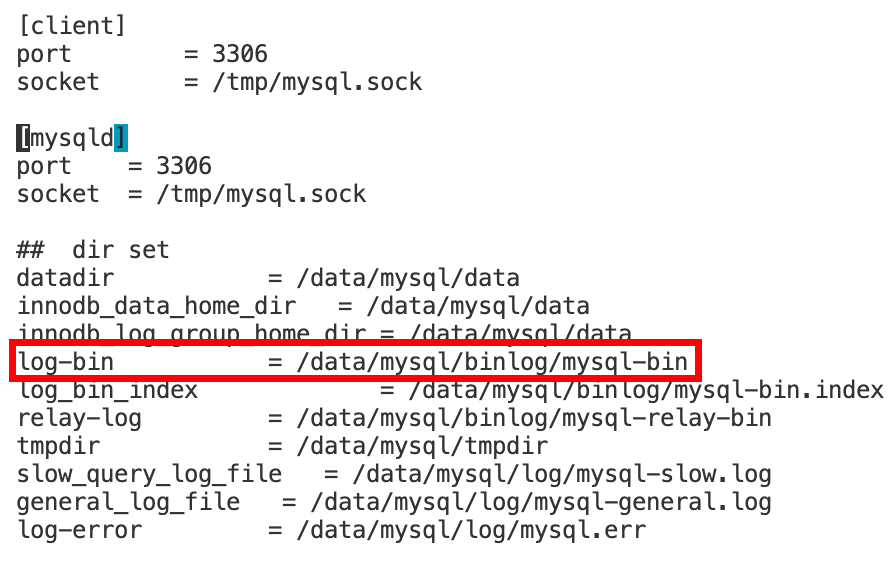 [client]
port        = 3306
socket      = /tmp/mysql.sock
[mysqld]
port    = 3306
socket  = /tmp/mysql.sock
##  dir set
datadir           = /data/mysql/data
innodb_data_home_dir   = /data/mysql/data
innodb_log_group_home_dir = /data/mysql/data
log-bin           = /data/mysql/binlog/mysql-bin
log_bin_index             = /data/mysql/binlog/mysql-bin.index
relay-log         = /data/mysql/binlog/mysql-relay-bin
tmpdir            = /data/mysql/tmpdir
slow_query_log_file   = /data/mysql/log/mysql-slow.log
general_log_file   = /data/mysql/log/mysql-general.log
log-error         = /data/mysql/log/mysql.err